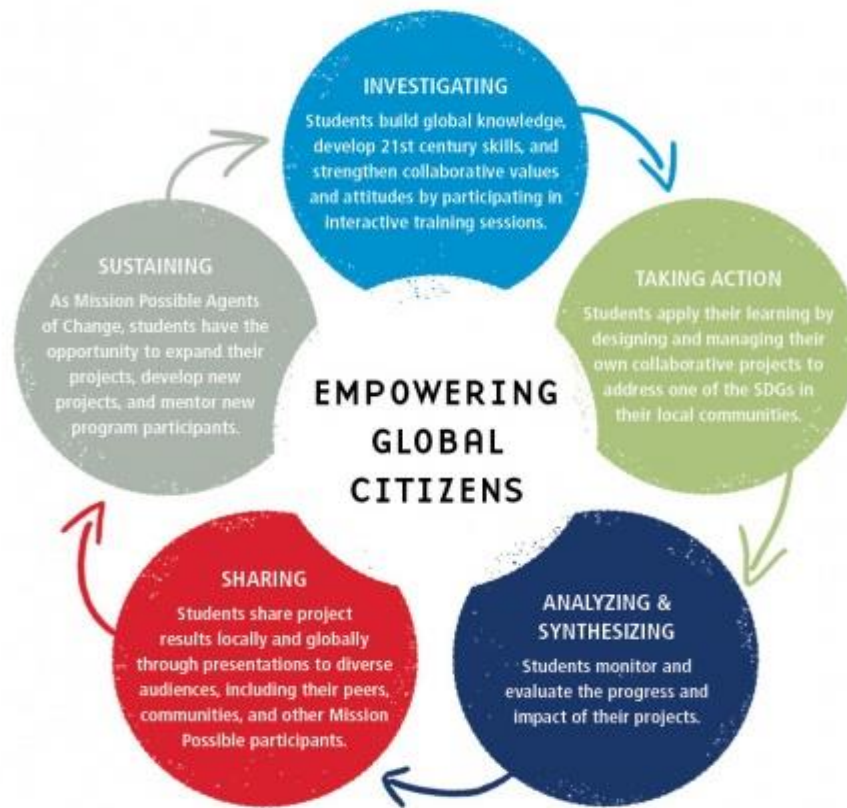 INVESTIGATING
Students build global knowledge,
develop 21st century skills, and
strengthen collaborative values
and attitudes by participating in
interactive training sessions.
TAKING ACTION
Students apply their learning by
designing and managing their
own collaborative projects to
address one of the SDGs in
their local communities.
ANALYZING &
SYNTHESIZING
Students monitor and
evaluate the progress and
impact of their projects.
SHARING
Students share project
results locally and globally
through presentations to diverse
audiences, including their peers,
communities, and other Mission
Possible participants.
SUSTAINING
As Mission Possible Agents
of Change, students have the
opportunity to expand their
projects, develop new
projects, and mentor new
program participants.
EMPOWERING
GLOBAL
CITIZENS